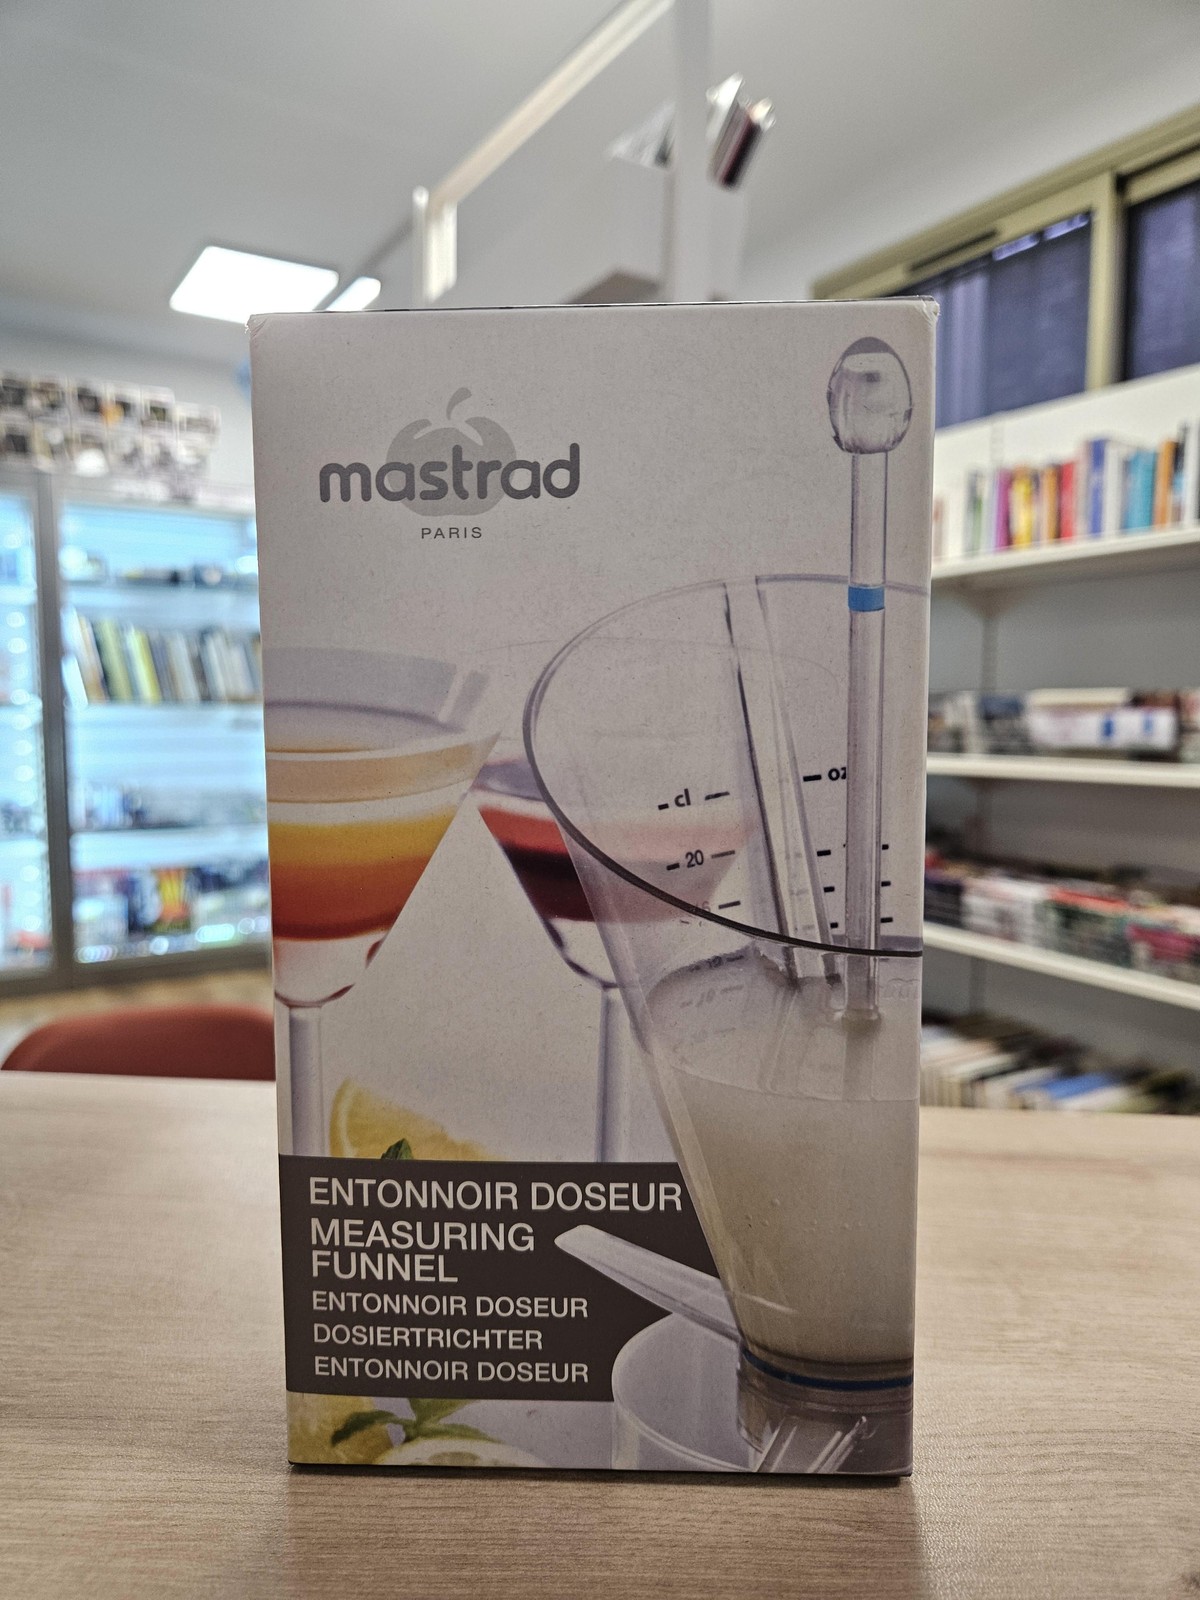 mastrad
PARIS
oz
cl
20
ENTONNOIR DOSEUR
MEASURING
FUNNEL
ENTONNOIR DOSEUR
DOSIERTRICHTER
ENTONNOIR DOSEUR